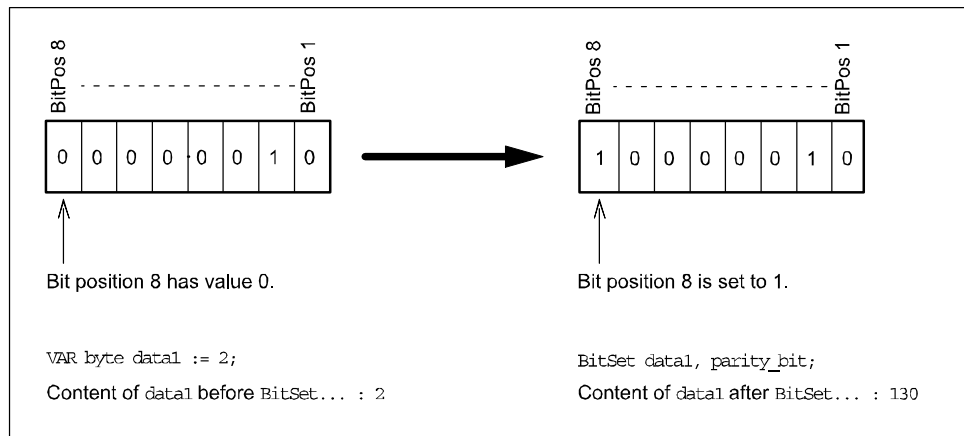 BitPos 8 BitPos 1
0 0 0 0 0 0 1 0
Bit position 8 has value 0.
VAR byte data1 := 2;
Content of data1 before BitSet... : 2
BitPos 8 BitPos 1
1 0 0 0 0 0 1 0
Bit position 8 is set to 1.
BitSet data1, parity_bit;
Content of data1 after BitSet... : 130